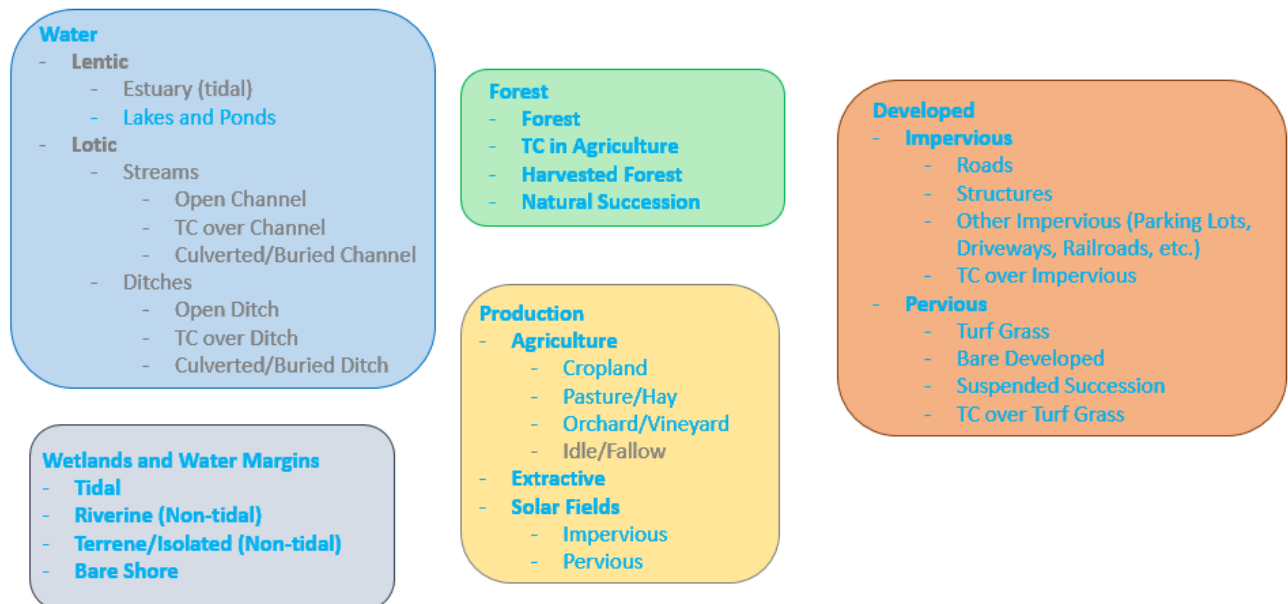 Water
- Lentic
- Estuary (tidal)
- Lakes and Ponds
- Lotic
- Streams
- Open Channel
- TC over Channel
- Culverted/Buried Channel
- Ditches
- Open Ditch
- TC over Ditch
- Culverted/Buried Ditch
Wetlands and Water Margins
- Tidal
- Riverine (Non-tidal)
- Terrene/Isolated (Non-tidal)
- Bare Shore
Forest
- Forest
- TC in Agriculture
- Harvested Forest
- Natural Succession
Production
- Agriculture
- Cropland
- Pasture/Hay
- Orchard/Vineyard
- Idle/Fallow
- Extractive
- Solar Fields
- Impervious
- Pervious
Developed
- Impervious
- Roads
- Structures
- Other Impervious (Parking Lots,
Driveways, Railroads, etc.)
- TC over Impervious
- Pervious
- Turf Grass
- Bare Developed
- Suspended Succession
- TC over Turf Grass